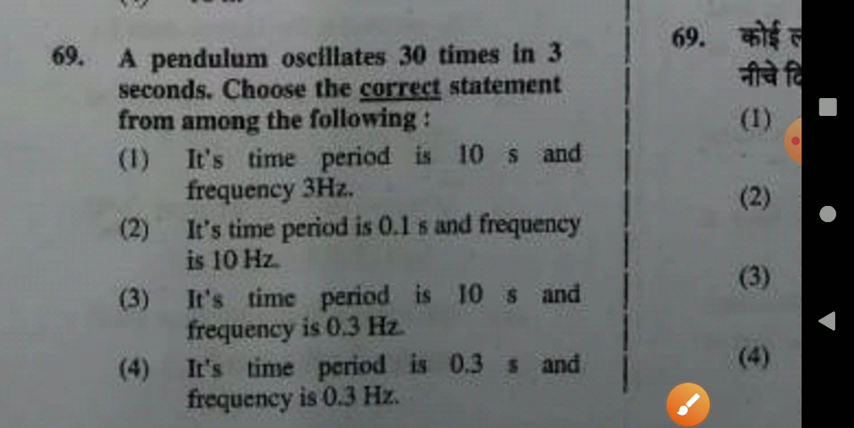 69. A pendulum oscillates 30 times in 3
seconds. Choose the correct statement
from among the following :
(1) It's time period is 10 s and
frequency 3Hz.
(2) It's time period is 0.1 s and frequency
is 10 Hz.
(3) It's time period is 10 s and
frequency is 0.3 Hz.
(4) It's time period is 0.3 s and
frequency is 0.3 Hz.
69. कोई
नीचे
(1)
(2)
(3)
(4)